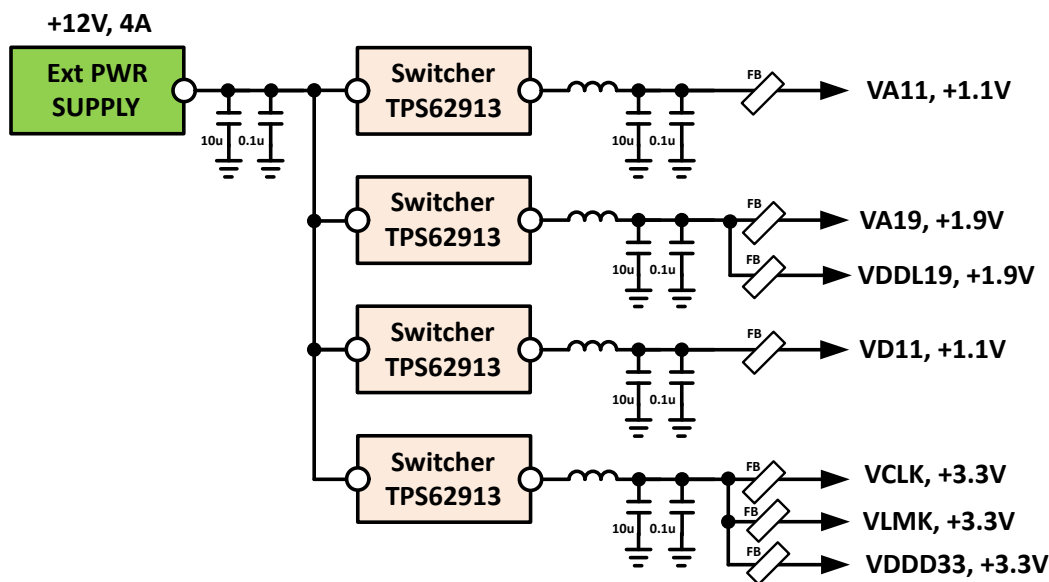 +12V, 4A
Ext PWR
SUPPLY
10u
0.1u
Switcher
TPS62913
10u
0.1u
FB
VA11, +1.1V
Switcher
TPS62913
10u
0.1u
FB
VA19, +1.9V
FB
VDDL19, +1.9V
Switcher
TPS62913
10u
0.1u
FB
VD11, +1.1V
Switcher
TPS62913
10u
0.1u
FB
VCLK, +3.3V
FB
VLMK, +3.3V
FB
VDDD33, +3.3V